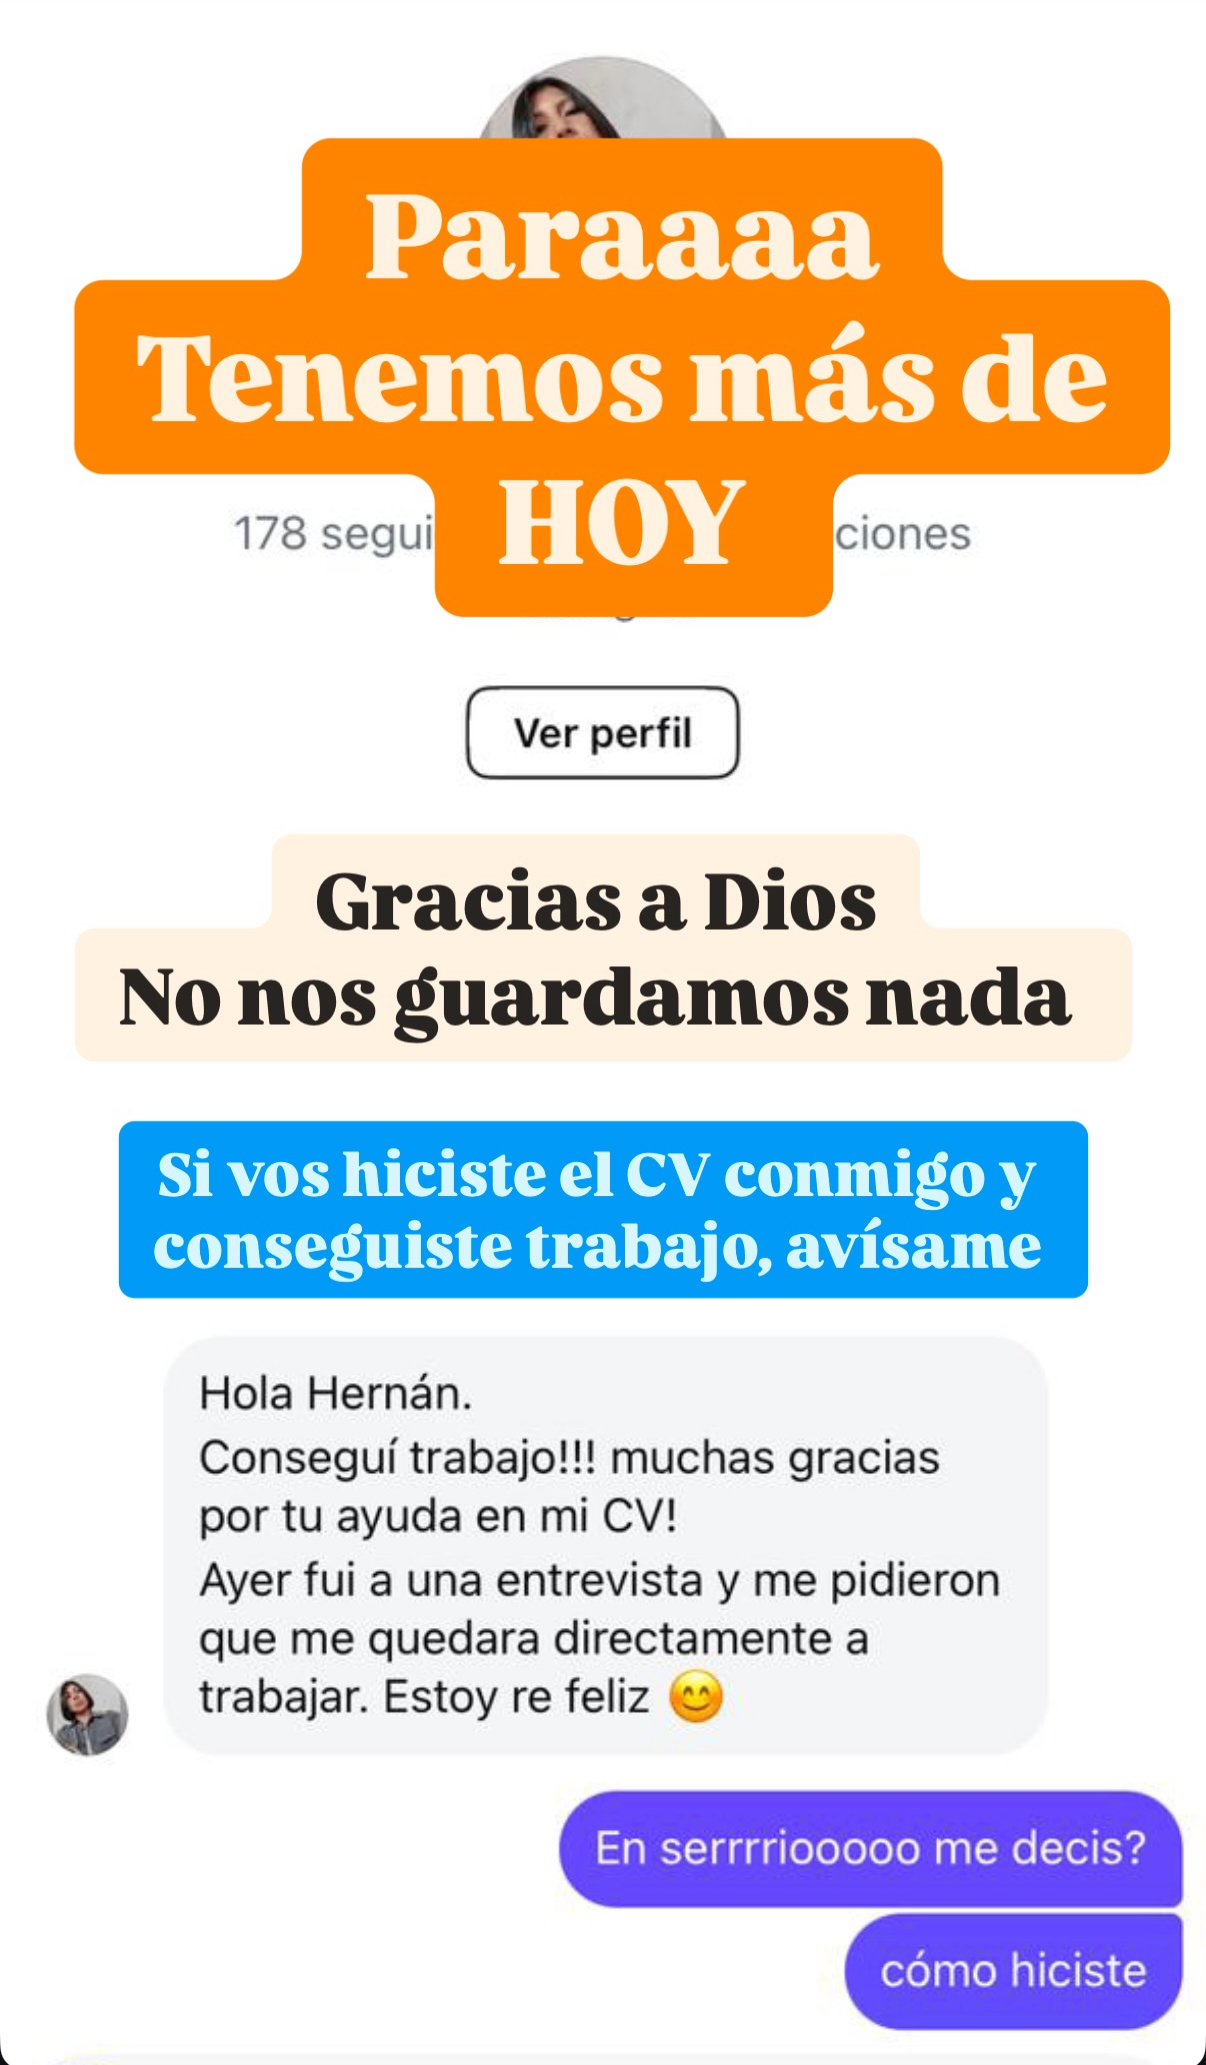 Paraaaa
Tenemos más de
HOY
178 segui ciones
Ver perfil
Gracias a Dios
No nos guardamos nada
Si vos hiciste el CV conmigo y
conseguiste trabajo, avísame
Hola Hernán.
Conseguí trabajo!!! muchas gracias
por tu ayuda en mi CV!
Ayer fui a una entrevista y me pidieron
que me quedara directamente a
trabajar. Estoy re feliz 😊
En serrrriooooo me decis?
cómo hiciste